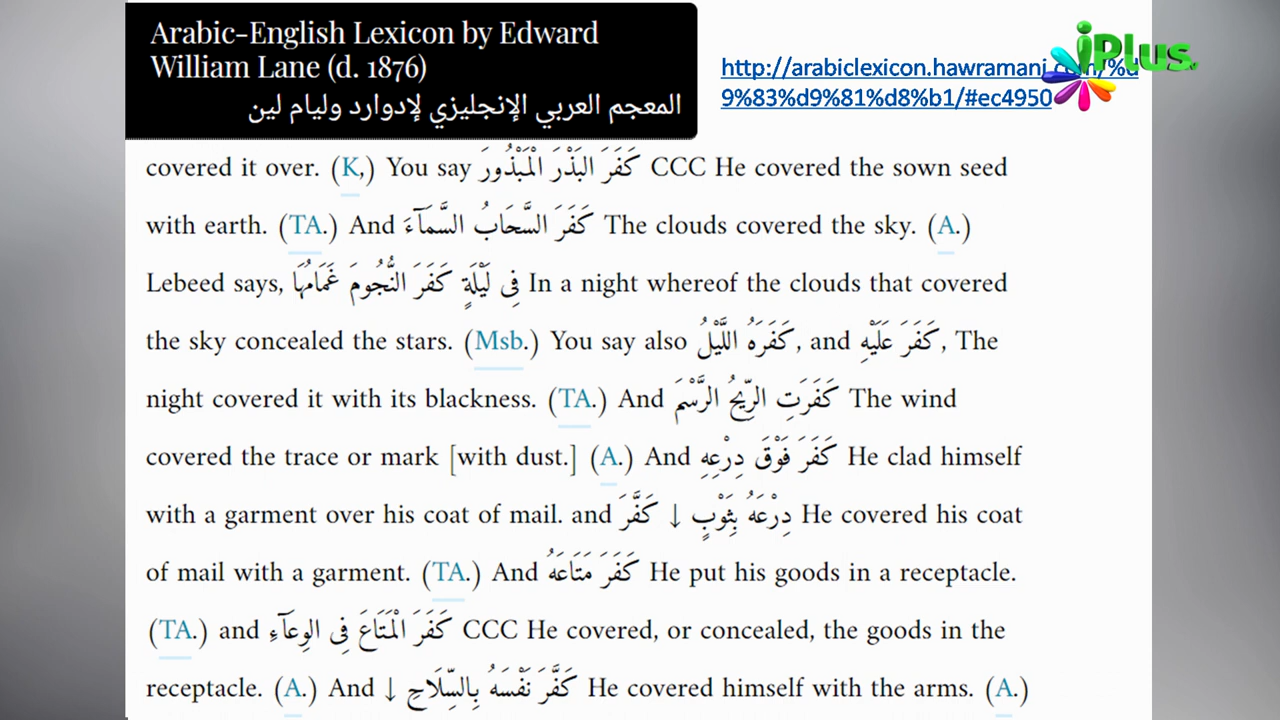 Arabic-English Lexicon by Edward
William Lane (d. 1876)
المعجم العربي الإنجليزي لإدوارد وليام لين
http://arabiclexicon.hawramani.com/%d
9%83%d9%81%d8%b1/#ec4950
iPlus
covered it over. (K,) You say كَفَرَ البَذْرَ الْمَبْذُورَ CCC He covered the sown seed
with earth. (TA.) And كَفَرَ السَّحَابُ السَّمَآءَ The clouds covered the sky. (A.)
Lebeed says, فِى لَيْلَةٍ كَفَرَ النُّجُومَ غَمَامُهَا In a night whereof the clouds that covered
the sky concealed the stars. (Msb.) You say also كَفَرَهُ اللَّيْلُ, and كَفَرَ عَلَيْهِ, The
night covered it with its blackness. (TA.) And كَفَرَتِ الرِّيحُ الرَّسْمَ The wind
covered the trace or mark [with dust.] (A.) And كَفَرَ فَوْقَ دِرْعِهِ He clad himself
with a garment over his coat of mail. and كَفَّرَ ↓ دِرْعَهُ بِثَوْبٍ He covered his coat
of mail with a garment. (TA.) And كَفَرَ مَتَاعَهُ He put his goods in a receptacle.
(TA.) and كَفَرَ الْمَتَاعَ فِى الوِعَآءِ CCC He covered, or concealed, the goods in the
receptacle. (A.) And ↓ كَفَّرَ نَفْسَهُ بِالسِّلَاحِ He covered himself with the arms. (A.)